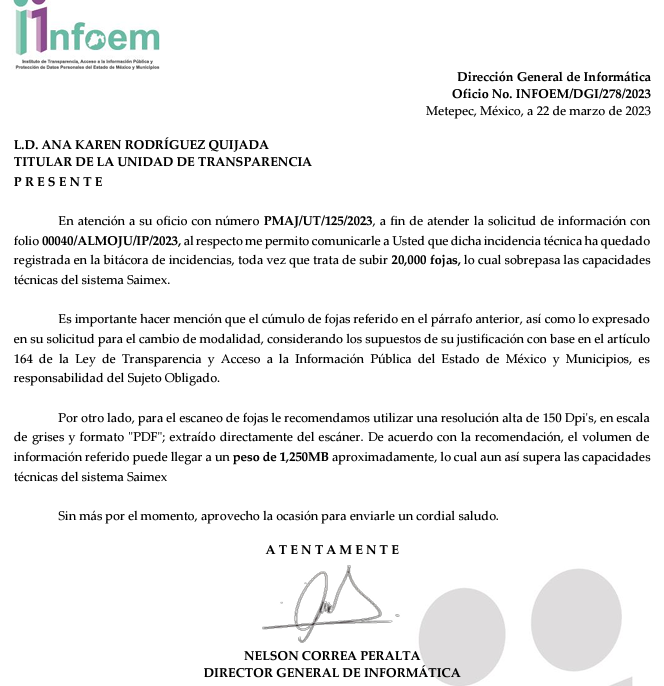 infoem
Instituto de Transparencia, Acceso a la Información Pública y
Protección de Datos Personales del Estado de México y Municipios
Dirección General de Informática
Oficio No. INFOEM/DGI/278/2023
Metepec, México, a 22 de marzo de 2023
L.D. ANA KAREN RODRÍGUEZ QUIJADA
TITULAR DE LA UNIDAD DE TRANSPARENCIA
P R E S E N T E
En atención a su oficio con número PMAJ/UT/125/2023, a fin de atender la solicitud de información con
folio 00040/ALMOJU/IP/2023, al respecto me permito comunicarle a Usted que dicha incidencia técnica ha quedado
registrada en la bitácora de incidencias, toda vez que trata de subir 20,000 fojas, lo cual sobrepasa las capacidades
técnicas del sistema Saimex.
Es importante hacer mención que el cúmulo de fojas referido en el párrafo anterior, así como lo expresado
en su solicitud para el cambio de modalidad, considerando los supuestos de su justificación con base en el artículo
164 de la Ley de Transparencia y Acceso a la Información Pública del Estado de México y Municipios, es
responsabilidad del Sujeto Obligado.
Por otro lado, para el escaneo de fojas le recomendamos utilizar una resolución alta de 150 Dpi's, en escala
de grises y formato "PDF"; extraído directamente del escáner. De acuerdo con la recomendación, el volumen de
información referido puede llegar a un peso de 1,250MB aproximadamente, lo cual aun así supera las capacidades
técnicas del sistema Saimex
Sin más por el momento, aprovecho la ocasión para enviarle un cordial saludo.
A T E N T A M E N T E
NELSON CORREA PERALTA
DIRECTOR GENERAL DE INFORMÁTICA